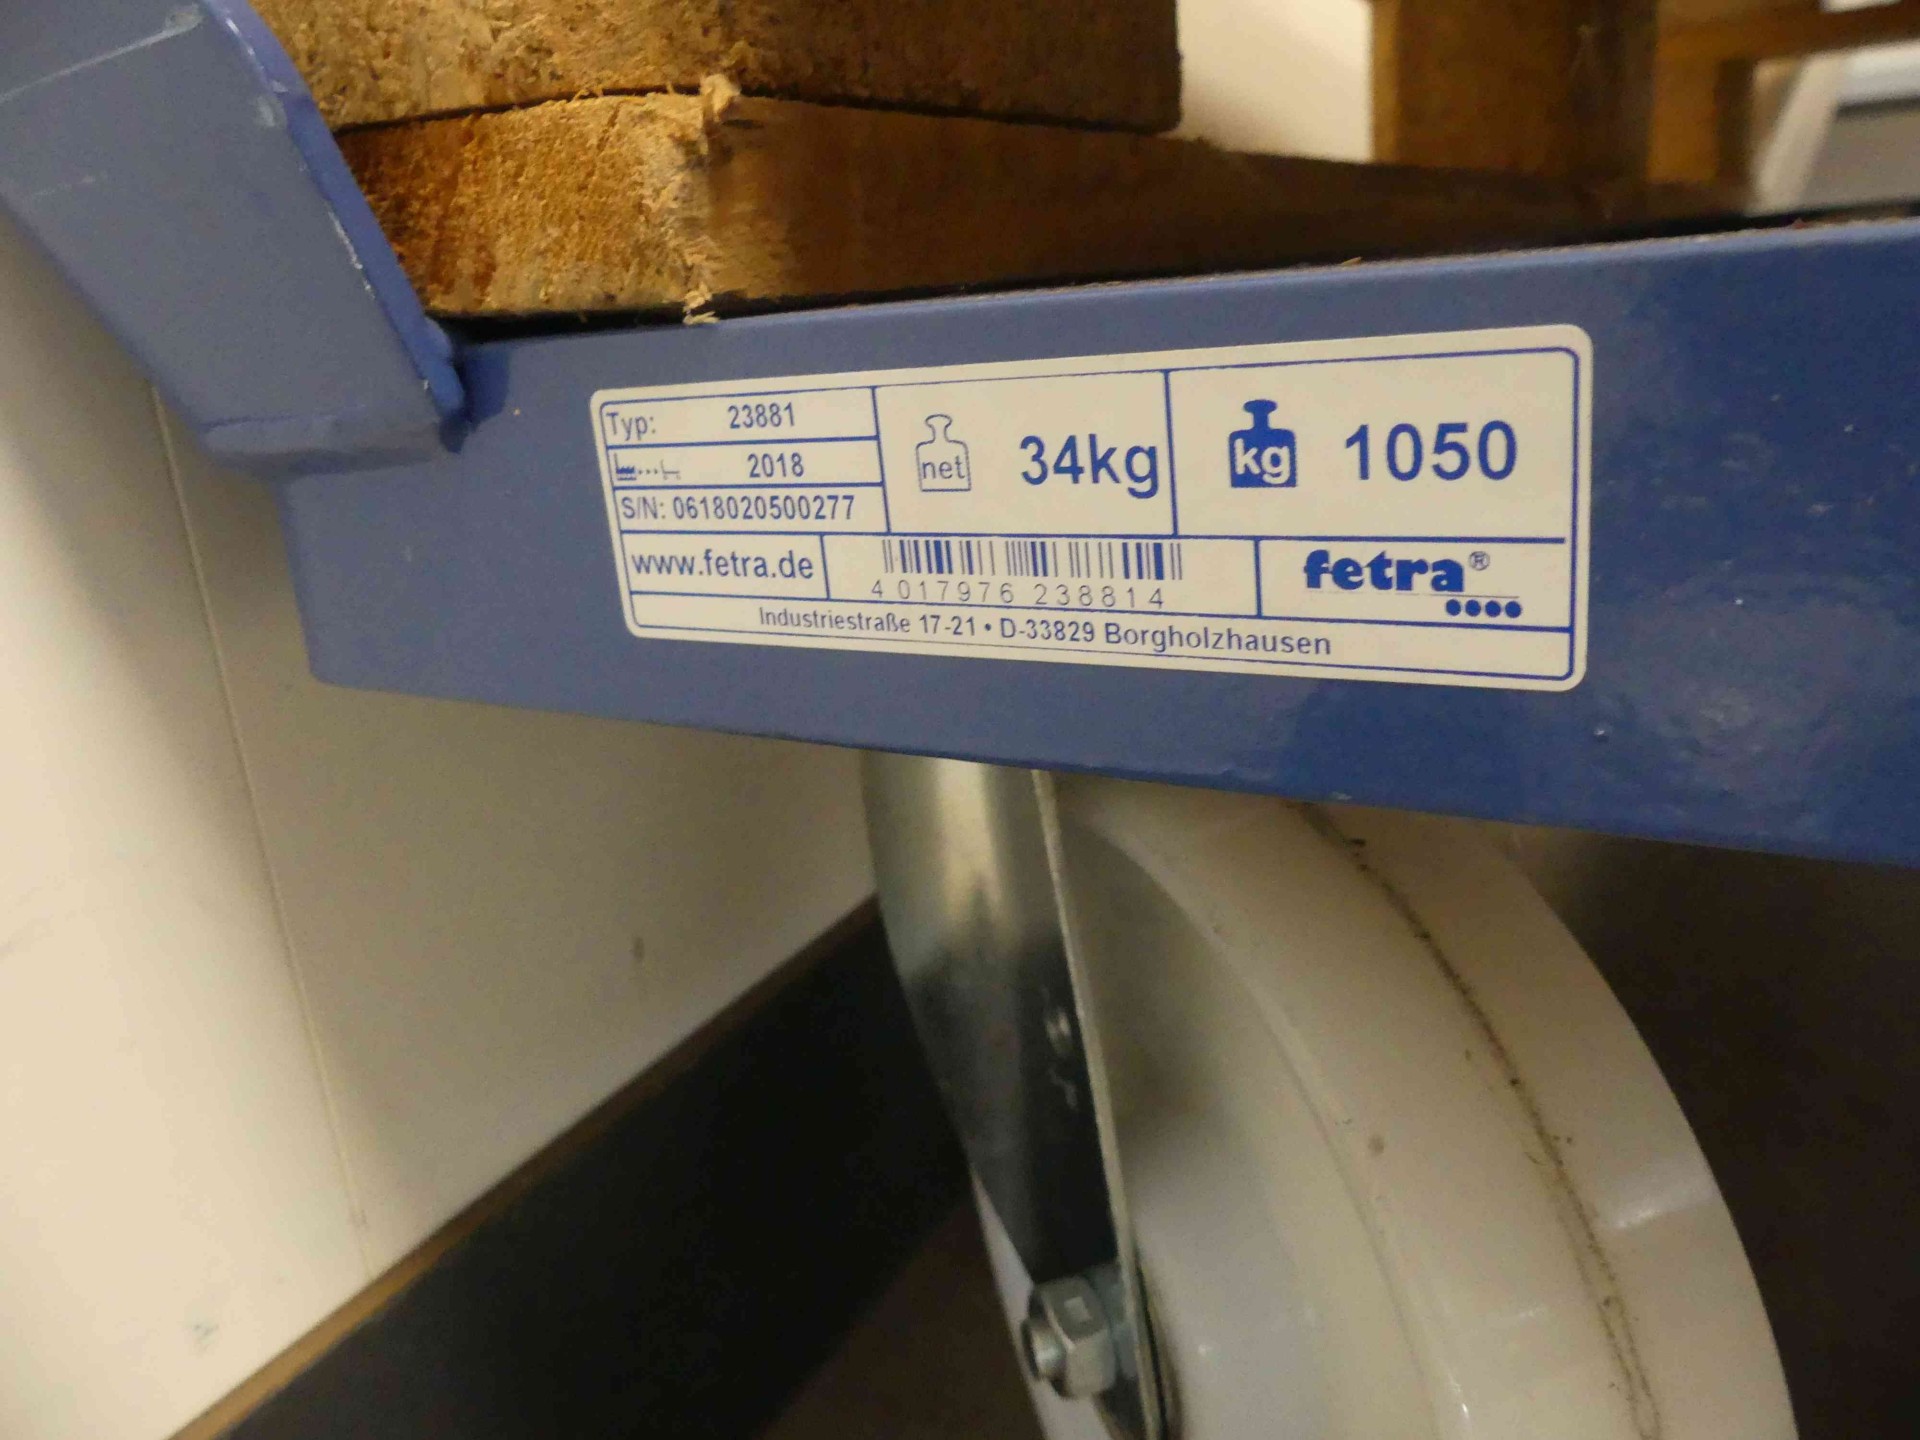 Typ: 23881
2018
S/N: 0618020500277
net 34kg
kg 1050
www.fetra.de
4 017976 238814
fetra®
Industriestraße 17-21 • D-33829 Borgholzhausen